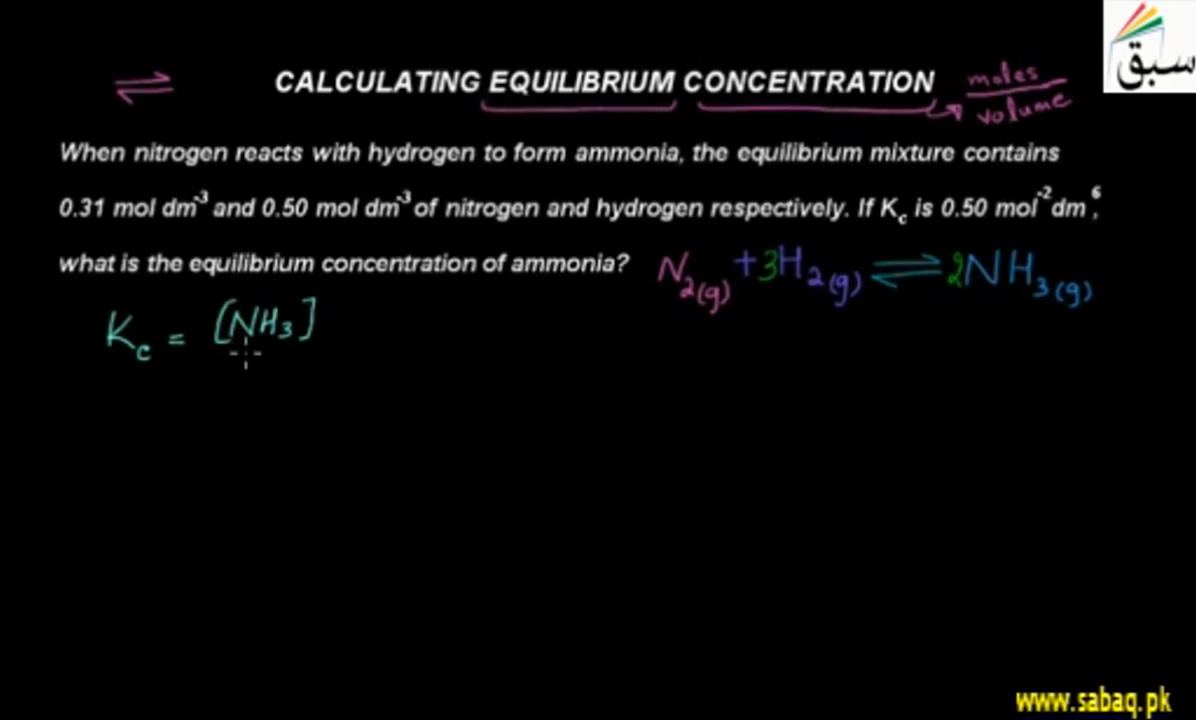 سبق
⇌ CALCULATING EQUILIBRIUM CONCENTRATION moles / volume
When nitrogen reacts with hydrogen to form ammonia, the equilibrium mixture contains
0.31 mol dm⁻³ and 0.50 mol dm⁻³ of nitrogen and hydrogen respectively. If Kc is 0.50 mol⁻²dm⁶,
what is the equilibrium concentration of ammonia? N₂(g) + 3H₂(g) ⇌ 2NH₃(g)
Kc = [NH₃]
www.sabaq.pk